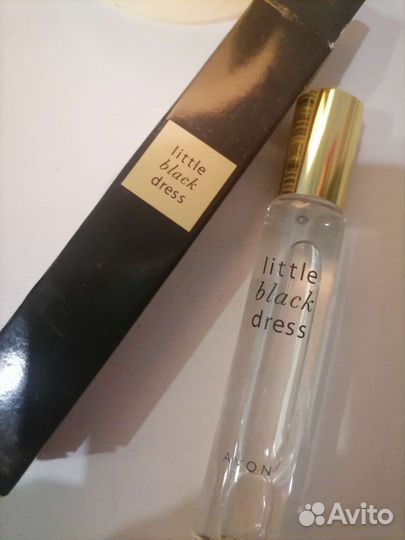 little
black
dress
little
black
dress
AVON
Avito